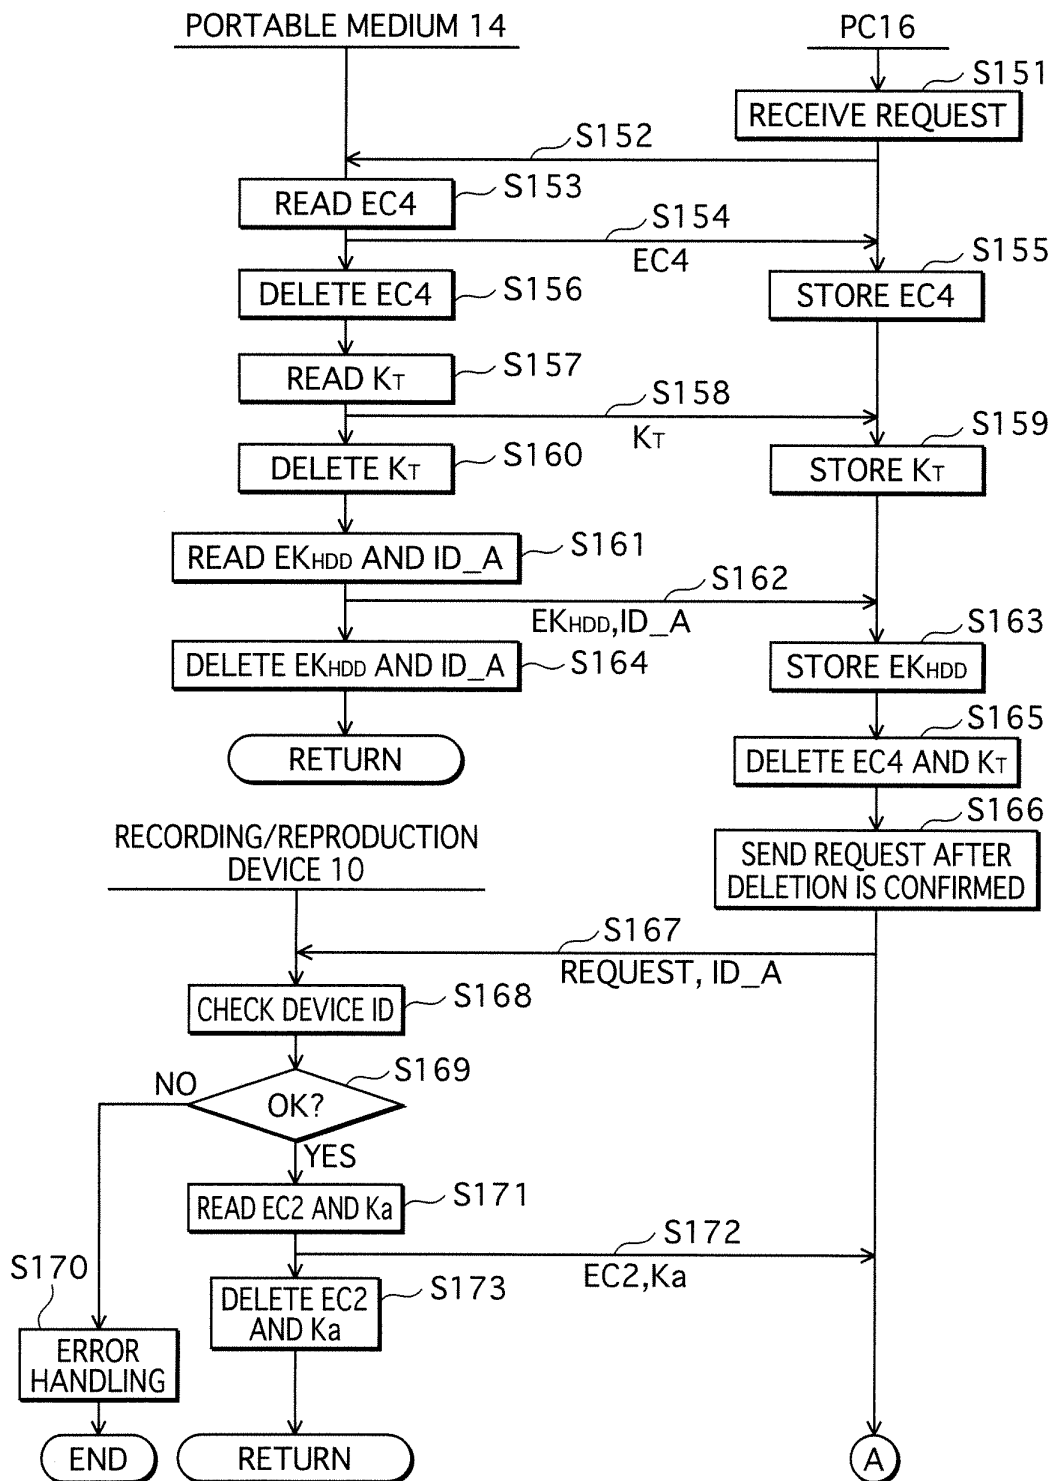 PORTABLE MEDIUM 14
PC16
S151
RECEIVE REQUEST
S152
READ EC4
S153
S154
EC4
S155
DELETE EC4
S156
STORE EC4
READ KT
S157
S158
KT
S159
DELETE KT
S160
STORE KT
READ EKHDD AND ID_A
S161
S162
EKHDD,ID_A
S163
DELETE EKHDD AND ID_A
S164
STORE EKHDD
S165
RETURN
DELETE EC4 AND KT
S166
RECORDING/REPRODUCTION
DEVICE 10
SEND REQUEST AFTER
DELETION IS CONFIRMED
S167
REQUEST, ID_A
CHECK DEVICE ID
S168
S169
NO
OK?
YES
READ EC2 AND Ka
S171
S172
EC2,Ka
S170
S173
DELETE EC2
AND Ka
ERROR
HANDLING
END
RETURN
A